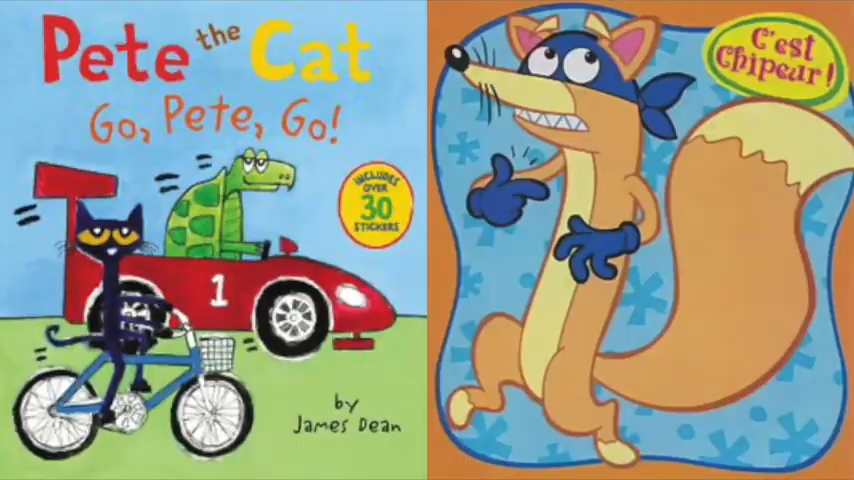 Pete the Cat
Go, Pete, Go!
INCLUDES
OVER
30
STICKERS
1
by
James Dean
C'est
Chipeur!